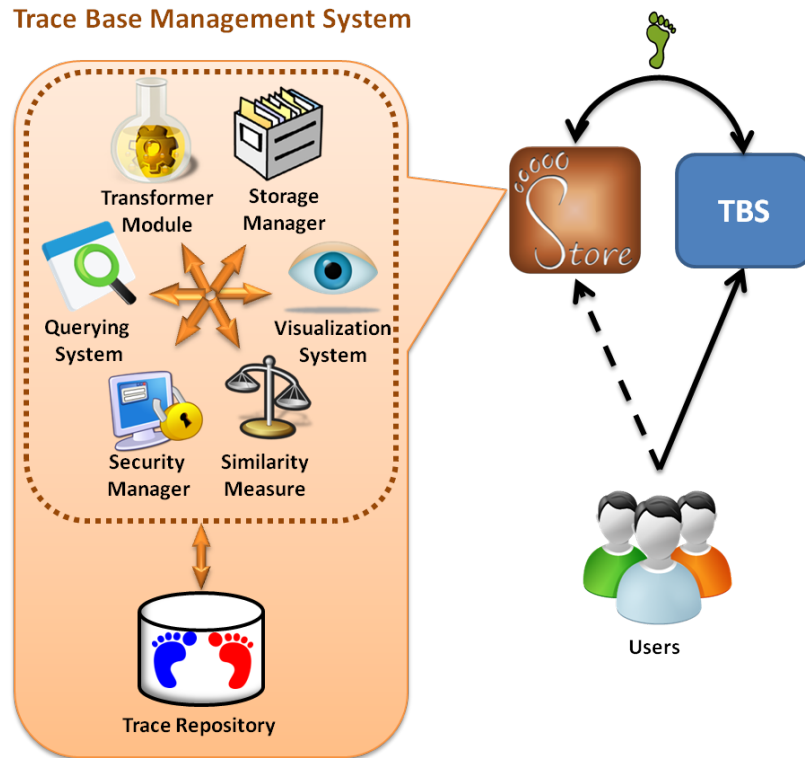 Trace Base Management System
Transformer
Module
Storage
Manager
Querying
System
Visualization
System
Security
Manager
Similarity
Measure
Trace Repository
Store
TBS
Users